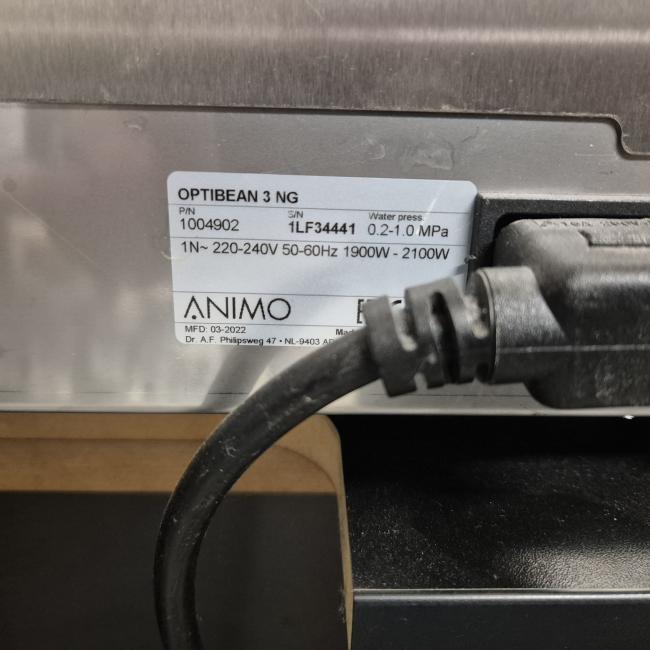 OPTIBEAN 3 NG
P/N S/N Water press.
1004902 1LF34441 0.2-1.0 MPa
1N~ 220-240V 50-60Hz 1900W - 2100W
ANIMO
MFD: 03-2022
Dr. A.F. Philipsweg 47 • NL-9403